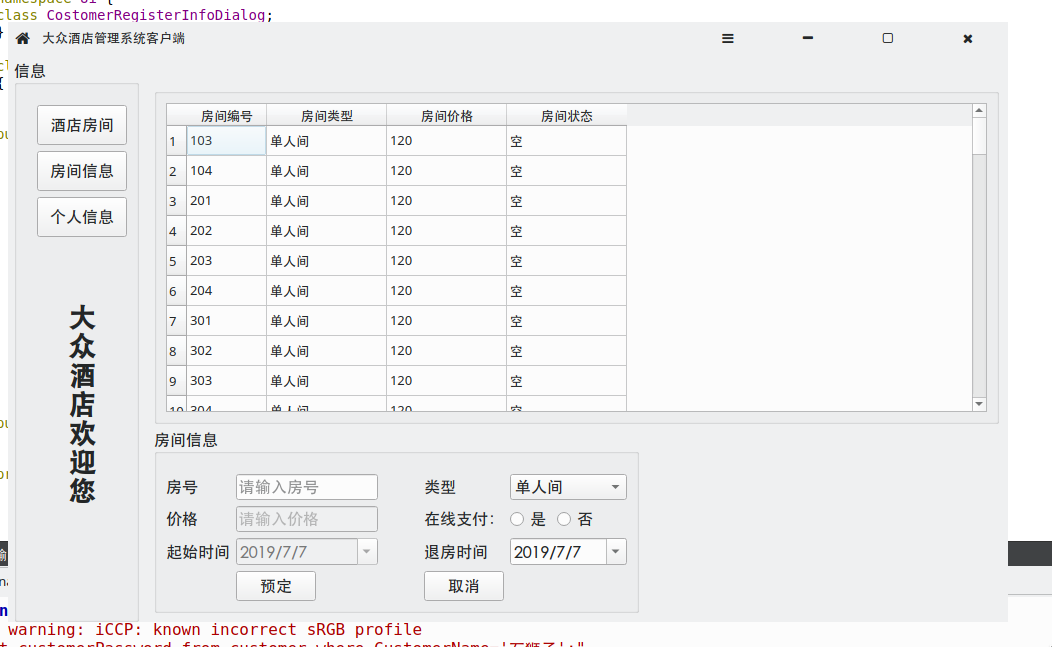 class CostomerRegisterInfoDialog;
大众酒店管理系统客户端
信息
酒店房间
房间信息
个人信息
大众酒店欢迎您
房间编号 房间类型 房间价格 房间状态
1 103 单人间 120 空
2 104 单人间 120 空
3 201 单人间 120 空
4 202 单人间 120 空
5 203 单人间 120 空
6 204 单人间 120 空
7 301 单人间 120 空
8 302 单人间 120 空
9 303 单人间 120 空
10 304 单人间 120 空
房间信息
房号 请输入房号 类型 单人间
价格 请输入价格 在线支付： 是 否
起始时间 2019/7/7 退房时间 2019/7/7
预定 取消
warning: iCCP: known incorrect sRGB profile
customerPassword from customer where CustomerName='石狮子';"